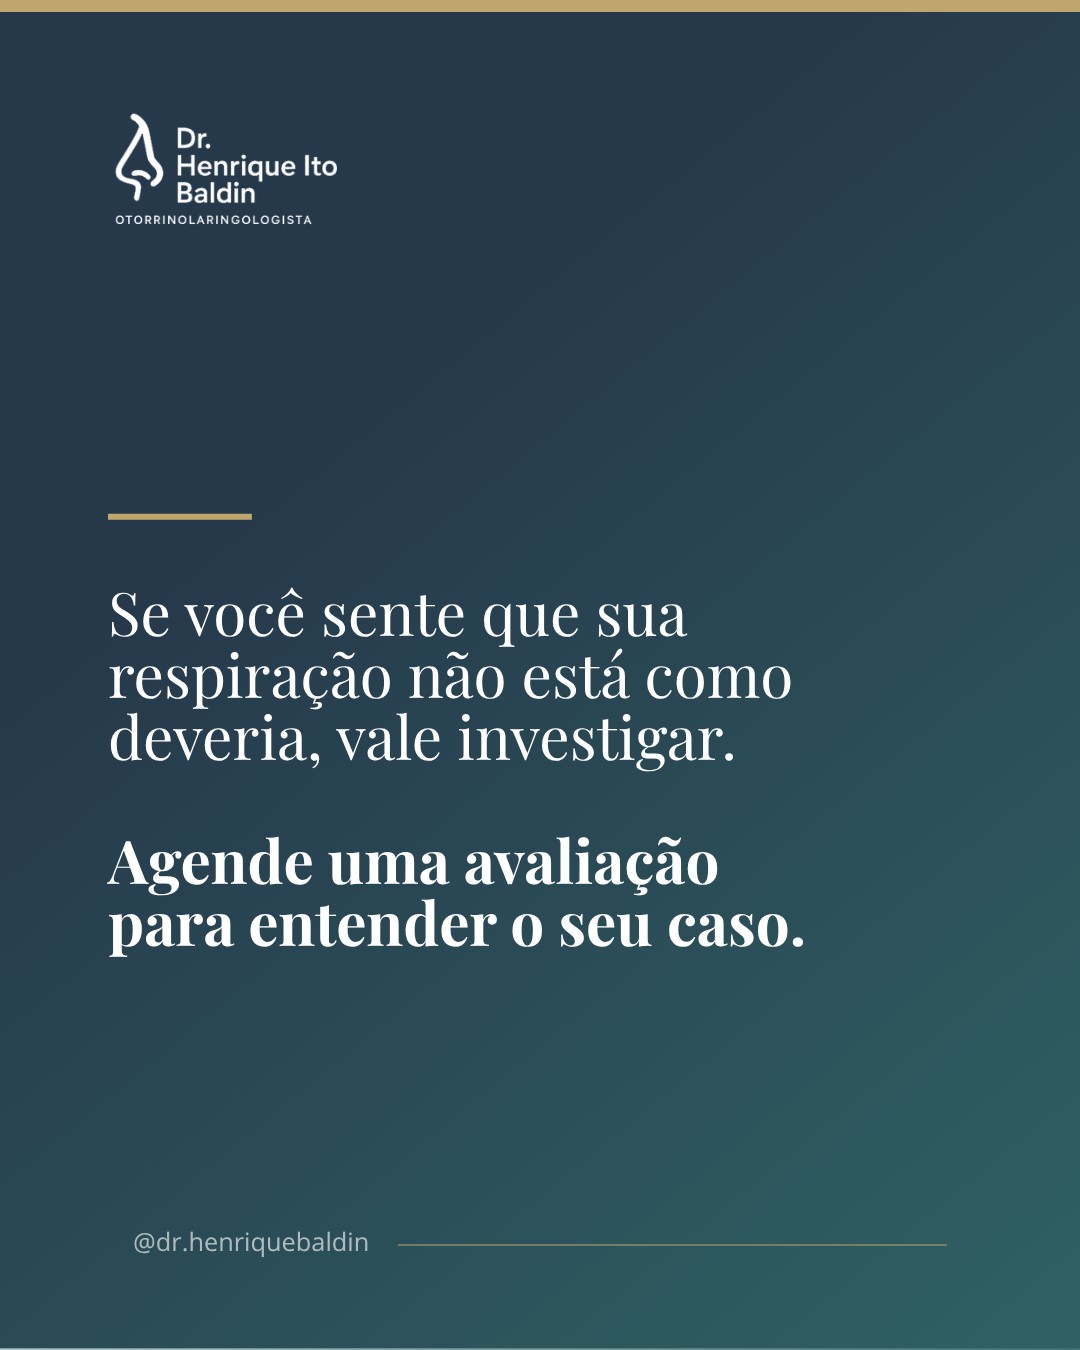 Dr.
Henrique Ito
Baldin
OTORRINOLARINGOLOGISTA
Se você sente que sua
respiração não está como
deveria, vale investigar.
Agende uma avaliação
para entender o seu caso.
@dr.henriquebaldin